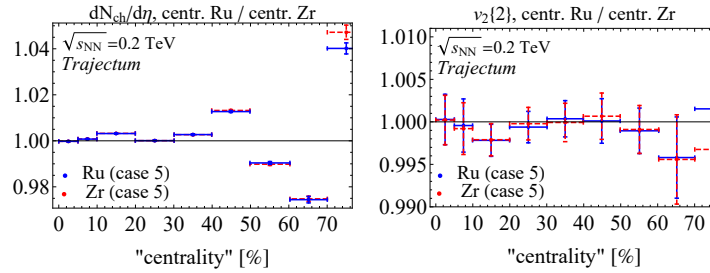 dN_ch/dη, centr. Ru / centr. Zr
√s_NN =0.2 TeV
Trajectum
1.04
1.02
1.00
0.98
Ru (case 5)
Zr (case 5)
0 10 20 30 40 50 60 70
"centrality" [%]
v₂{2}, centr. Ru / centr. Zr
√s_NN =0.2 TeV
Trajectum
1.010
1.005
1.000
0.995
0.990
Ru (case 5)
Zr (case 5)
0 10 20 30 40 50 60 70
"centrality" [%]